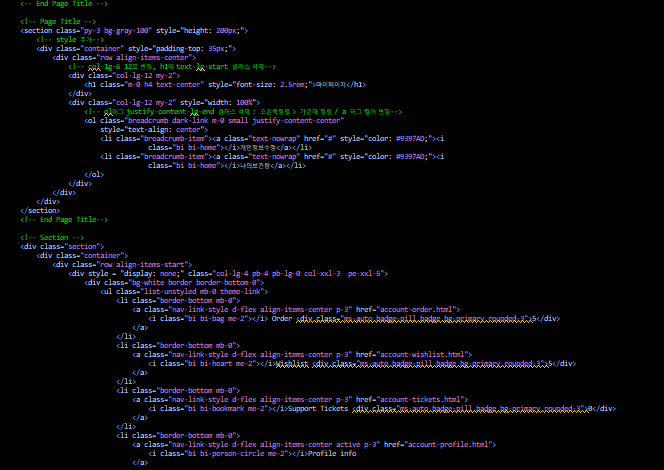 <!-- End Page Title -->
<!-- Page Title -->
<section class="py-3 bg-gray-100" style="height: 200px;">
<!-- style 추가-->
<div class="container" style="padding-top: 35px;">
<div class="row align-items-center">
<!-- col-lg-6 12로 변경, h1에 text-lg-start 클래스 삭제-->
<div class="col-lg-12 my-2">
<h1 class="m-0 h4 text-center" style="font-size: 2.5rem;">마이페이지</h1>
</div>
<div class="col-lg-12 my-2" style="width: 100%">
<!-- ol태그 justify-content-lg-end 클래스 삭제 : 오른쪽정렬 > 가운데 정렬 / a 태그 컬러 변경-->
<ol class="breadcrumb dark-link m-0 small justify-content-center"
style="text-align: center">
<li class="breadcrumb-item"><a class="text-nowrap" href="#" style="color: #9397AD;"><i
class="bi bi-home"></i>개인정보수정</a></li>
<li class="breadcrumb-item"><a class="text-nowrap" href="#" style="color: #9397AD;"><i
class="bi bi-home"></i>나의보관함</a></li>
</ol>
</div>
</div>
</div>
</section>
<!-- End Page Title-->
<!-- Section -->
<div class="section">
<div class="container">
<div class="row align-items-start">
<div style = "display: none;" class="col-lg-4 pb-4 pb-lg-0 col-xxl-3  pe-xxl-5">
<div class="bg-white border border-bottom-0">
<ul class="list-unstyled mb-0 theme-link">
<li class="border-bottom mb-0">
<a class="nav-link-style d-flex align-items-center p-3" href="account-order.html">
<i class="bi bi-bag me-2"></i> Order <div class="ms-auto badge-pill badge bg-primary rounded-3">5</div>
</a>
</li>
<li class="border-bottom mb-0">
<a class="nav-link-style d-flex align-items-center p-3" href="account-wishlist.html">
<i class="bi bi-heart me-2"></i>Wishlist <div class="ms-auto badge-pill badge bg-primary rounded-3">5</div>
</a>
</li>
<li class="border-bottom mb-0">
<a class="nav-link-style d-flex align-items-center p-3" href="account-tickets.html">
<i class="bi bi-bookmark me-2"></i>Support Tickets <div class="ms-auto badge-pill badge bg-primary rounded-3">0</div>
</a>
</li>
<li class="border-bottom mb-0">
<a class="nav-link-style d-flex align-items-center active p-3" href="account-profile.html">
<i class="bi bi-person-circle me-2"></i>Profile info
</a>